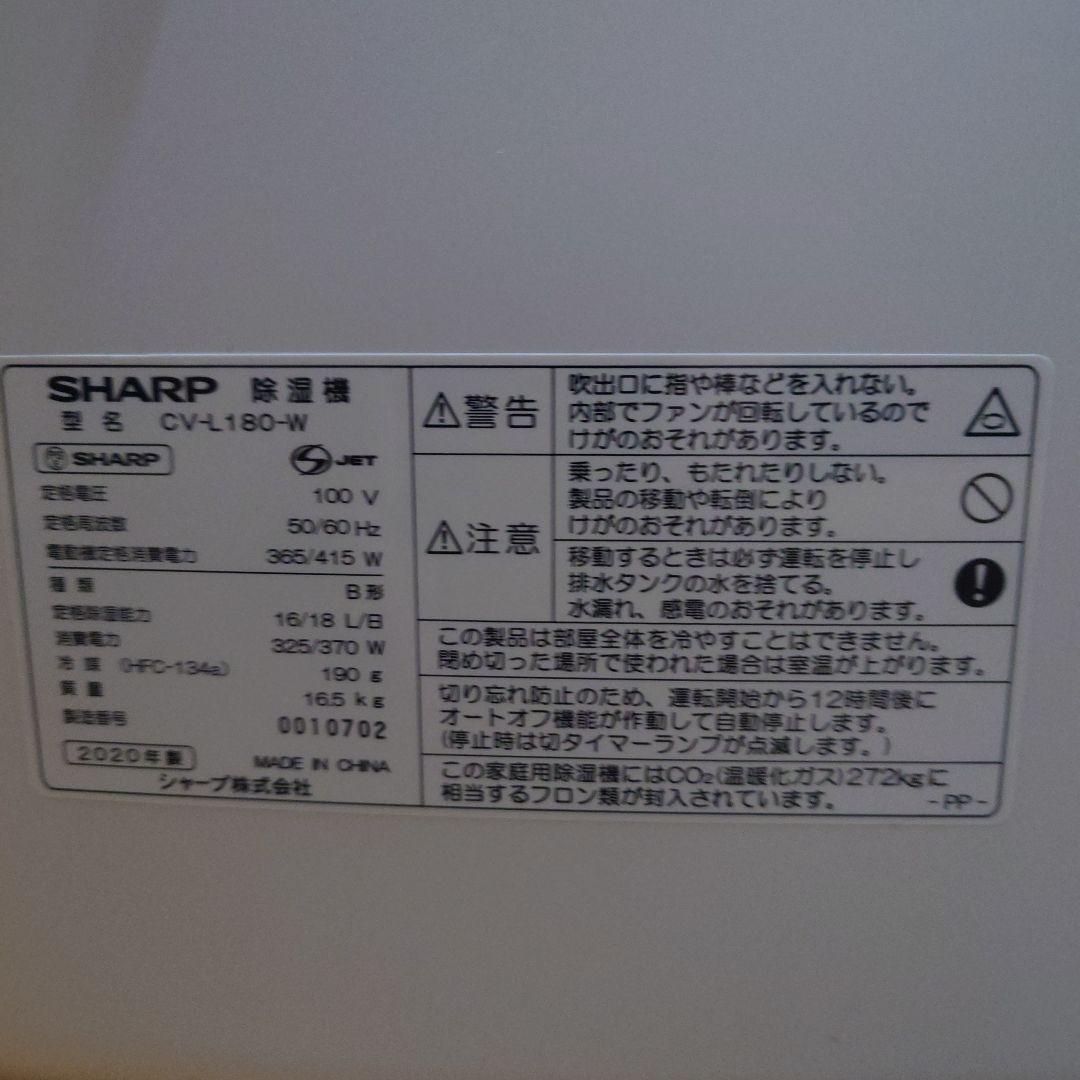 SHARP 除湿機
型名 CV-L180-W
SHARP JET
定格電圧 100 V
定格周波数 50/60 Hz
電動機定格消費電力 365/415 W
種類 B形
定格除湿能力 16/18 L/日
消費電力 325/370 W
冷媒 (HFC-134a) 190 g
質量 16.5 kg
製造番号 0010702
2020年製 MADE IN CHINA
シャープ株式会社
警告
吹出口に指や棒などを入れない。
内部でファンが回転しているので
けがのおそれがあります。
注意
乗ったり、もたれたりしない。
製品の移動や転倒により
けがのおそれがあります。
移動するときは必ず運転を停止し
排水タンクの水を捨てる。
水漏れ、感電のおそれがあります。
この製品は部屋全体を冷やすことはできません。
閉め切った場所で使われた場合は室温が上がります。
切り忘れ防止のため、運転開始から12時間後に
オートオフ機能が作動して自動停止します。
(停止時は切タイマーランプが点滅します。)
この家庭用除湿機にはCO₂(温暖化ガス)272kgに
相当するフロン類が封入されています。 -PP-